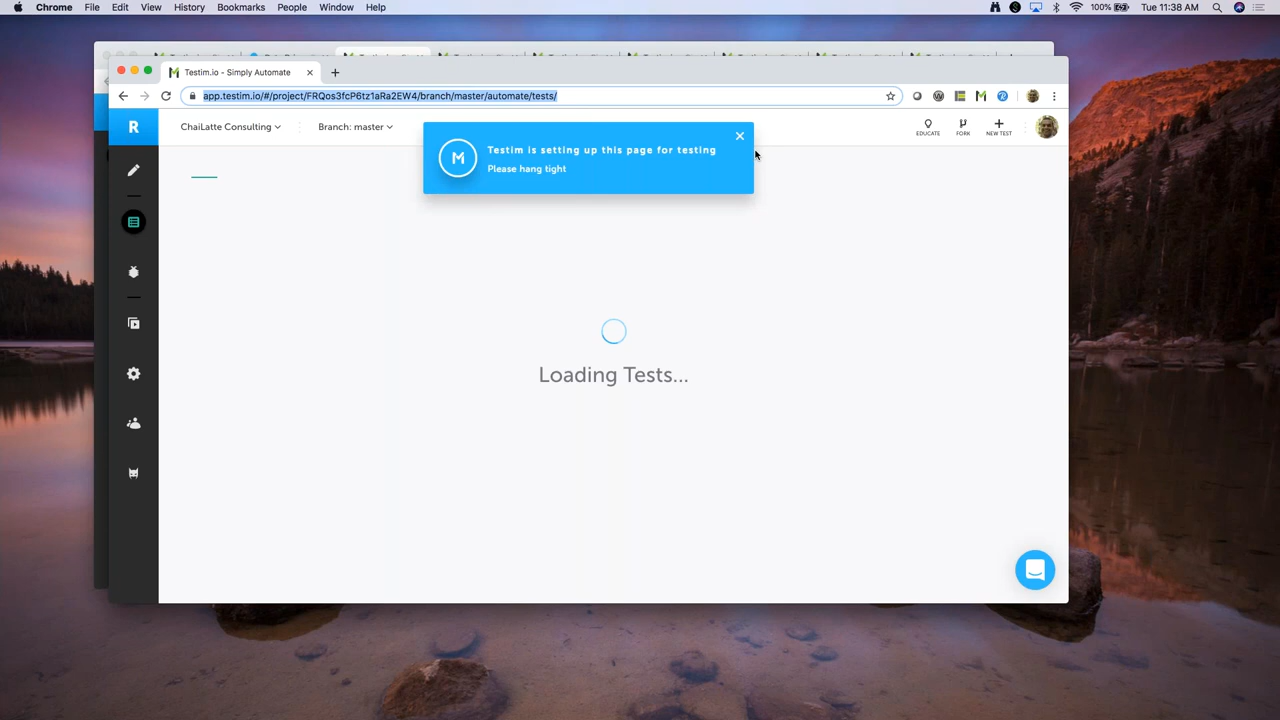 Chrome File Edit View History Bookmarks People Window Help 100% Tue 11:38 AM
Testim.io - Simply Automate
app.testim.io/#/project/FRQos3fcP6tz1aRa2EW4/branch/master/automate/tests/
R ChaiLatte Consulting Branch: master EDUCATE FORK NEW TEST
M Testim is setting up this page for testing
Please hang tight
Loading Tests...